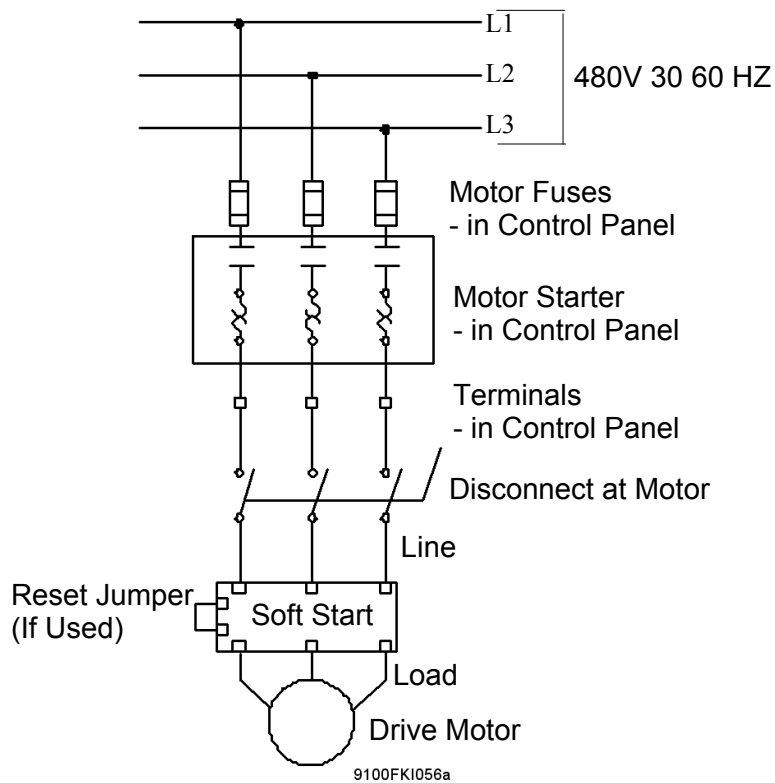 L1
L2
480V 30 60 HZ
L3
Motor Fuses
- in Control Panel
Motor Starter
- in Control Panel
Terminals
- in Control Panel
Disconnect at Motor
Line
Reset Jumper
(If Used)
Soft Start
Load
Drive Motor
9100FKI056a